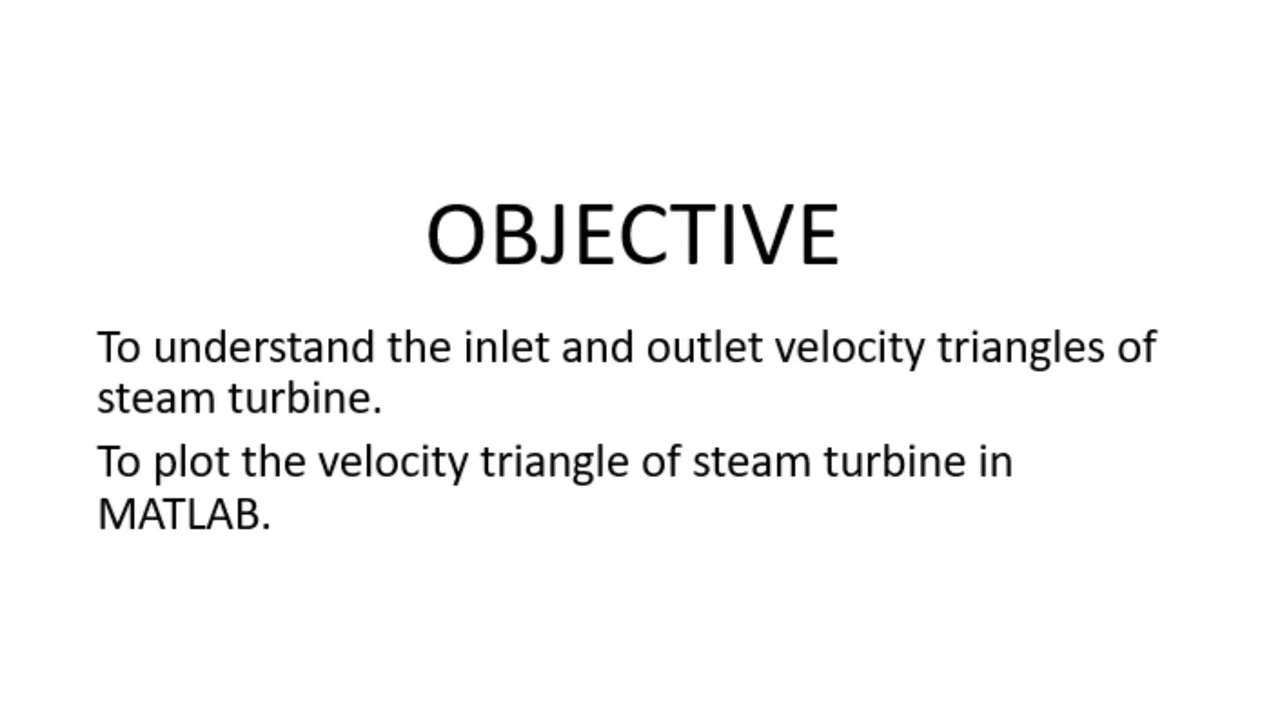 OBJECTIVE
To understand the inlet and outlet velocity triangles of
steam turbine.
To plot the velocity triangle of steam turbine in
MATLAB.